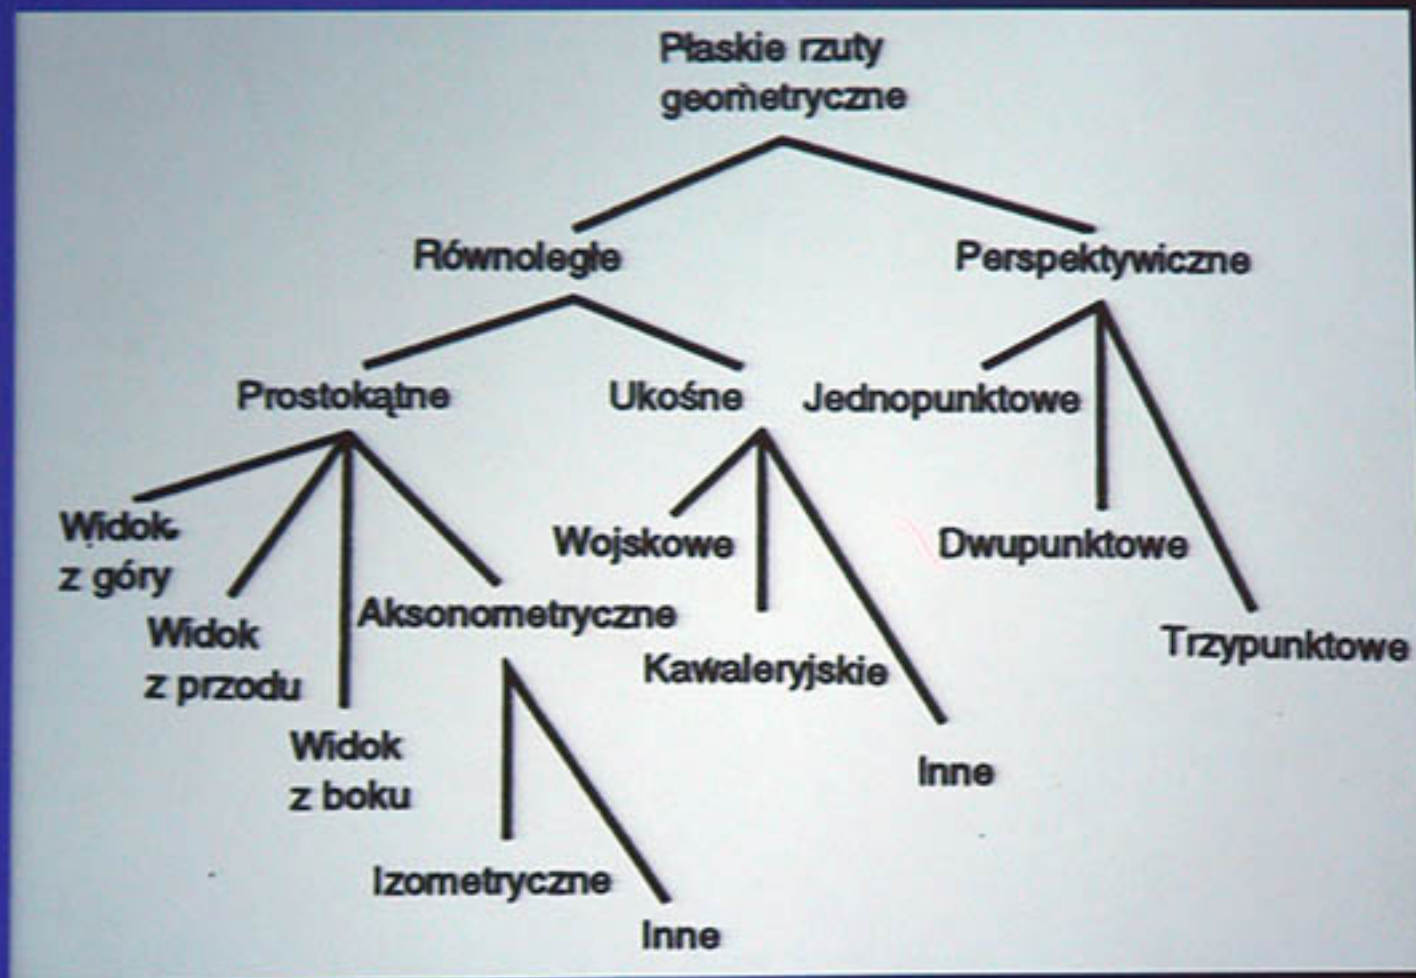 Płaskie rzuty
geometryczne
Równoległe
Perspektywiczne
Prostokątne
Ukośne
Jednopunktowe
Widok
z góry
Wojskowe
Dwupunktowe
Widok
z przodu
Aksonometryczne
Kawaleryjskie
Trzypunktowe
Widok
z boku
Inne
Izometryczne
Inne